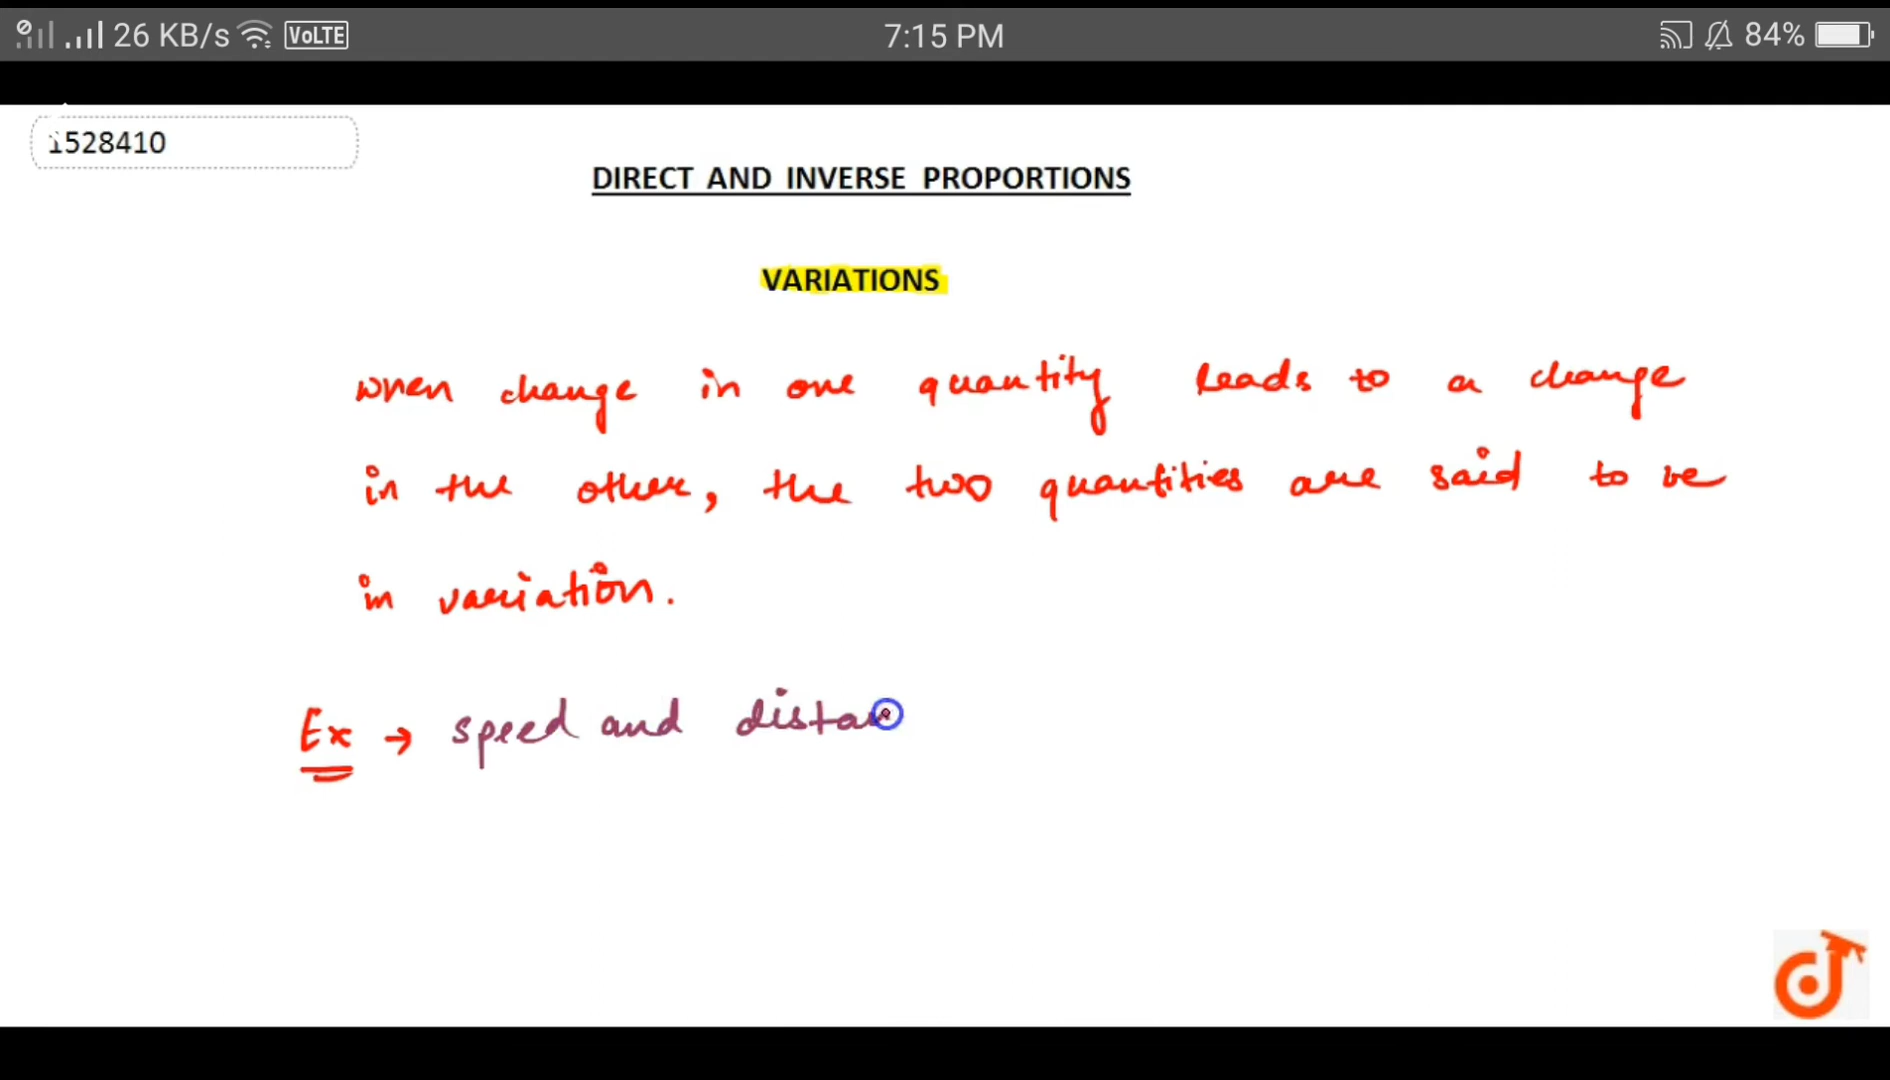 26 KB/s VoLTE 7:15 PM 84%
1528410
DIRECT AND INVERSE PROPORTIONS
VARIATIONS
when change in one quantity leads to a change
in the other, the two quantities are said to be
in variation.
Ex → speed and distan